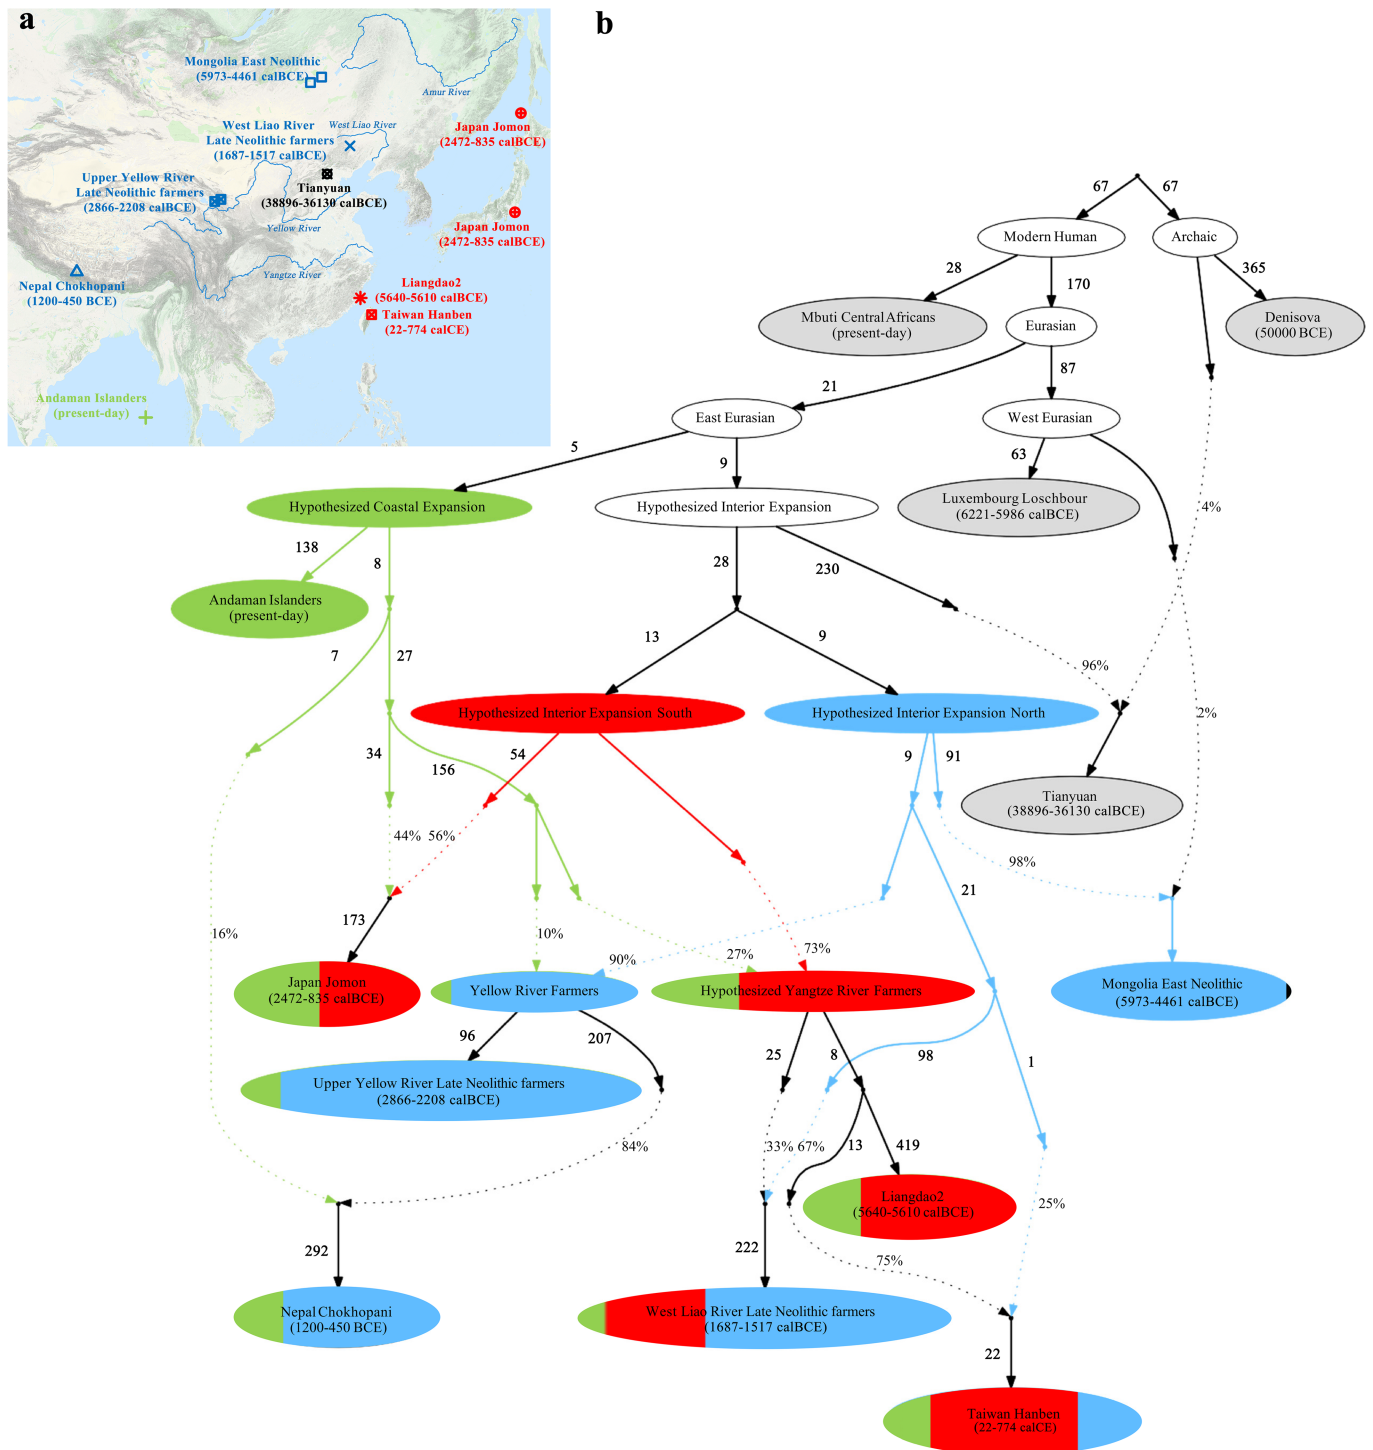 a
Mongolia East Neolithic
(5973-4461 calBCE)
Amur River
West Liao River
Late Neolithic farmers
(1687-1517 calBCE)
West Liao River
Japan Jomon
(2472-835 calBCE)
Upper Yellow River
Late Neolithic farmers
(2866-2208 calBCE)
Tianyuan
(38896-36130 calBCE)
Yellow River
Japan Jomon
(2472-835 calBCE)
Yangtze River
Nepal Chokhopani
(1200-450 BCE)
Liangdao2
(5640-5610 calBCE)
Taiwan Hanben
(22-774 calCE)
Andaman Islanders
(present-day)
b
67
67
Modern Human
Archaic
28
170
365
Mbuti Central Africans
(present-day)
Eurasian
Denisova
(50000 BCE)
21
87
East Eurasian
West Eurasian
5
9
63
Hypothesized Coastal Expansion
Hypothesized Interior Expansion
Luxembourg Loschbour
(6221-5986 calBCE)
4%
138
8
28
230
Andaman Islanders
(present-day)
7
27
13
9
96%
Hypothesized Interior Expansion South
Hypothesized Interior Expansion North
2%
34
156
54
9
91
Tianyuan
(38896-36130 calBCE)
44%
56%
98%
21
173
16%
10%
90%
27%
73%
Japan Jomon
(2472-835 calBCE)
Yellow River Farmers
Hypothesized Yangtze River Farmers
Mongolia East Neolithic
(5973-4461 calBCE)
96
207
25
8
98
1
Upper Yellow River Late Neolithic farmers
(2866-2208 calBCE)
84%
33%
67%
13
419
Liangdao2
(5640-5610 calBCE)
25%
292
222
75%
Nepal Chokhopani
(1200-450 BCE)
West Liao River Late Neolithic farmers
(1687-1517 calBCE)
22
Taiwan Hanben
(22-774 calCE)